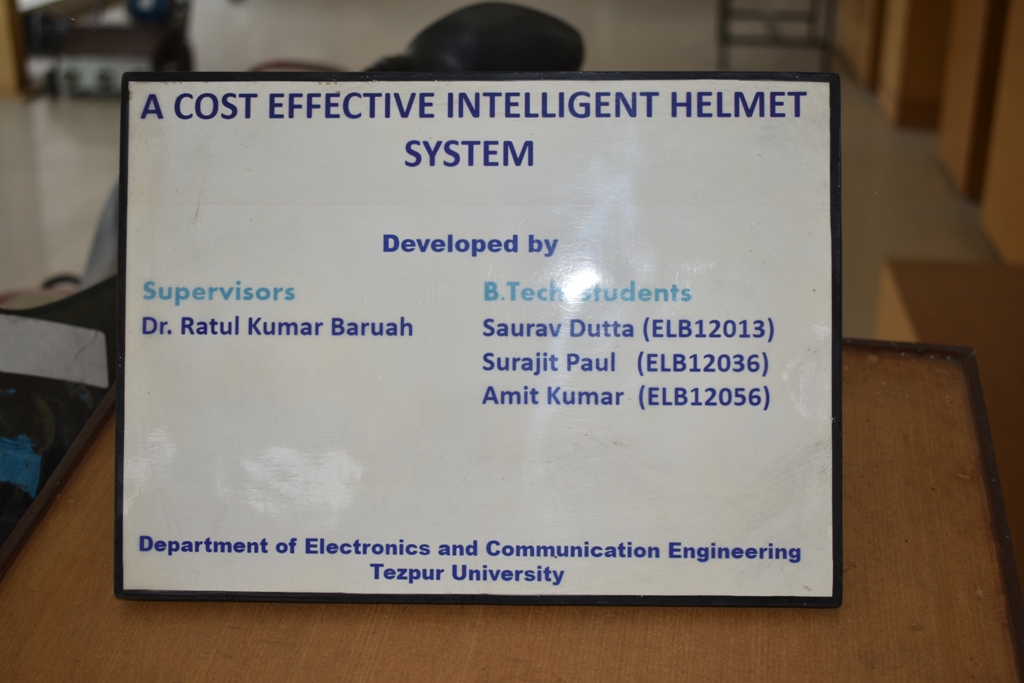 A COST EFFECTIVE INTELLIGENT HELMET
SYSTEM
Developed by
Supervisors
Dr. Ratul Kumar Baruah
B.Tech Students
Saurav Dutta (ELB12013)
Surajit Paul (ELB12036)
Amit Kumar (ELB12056)
Department of Electronics and Communication Engineering
Tezpur University